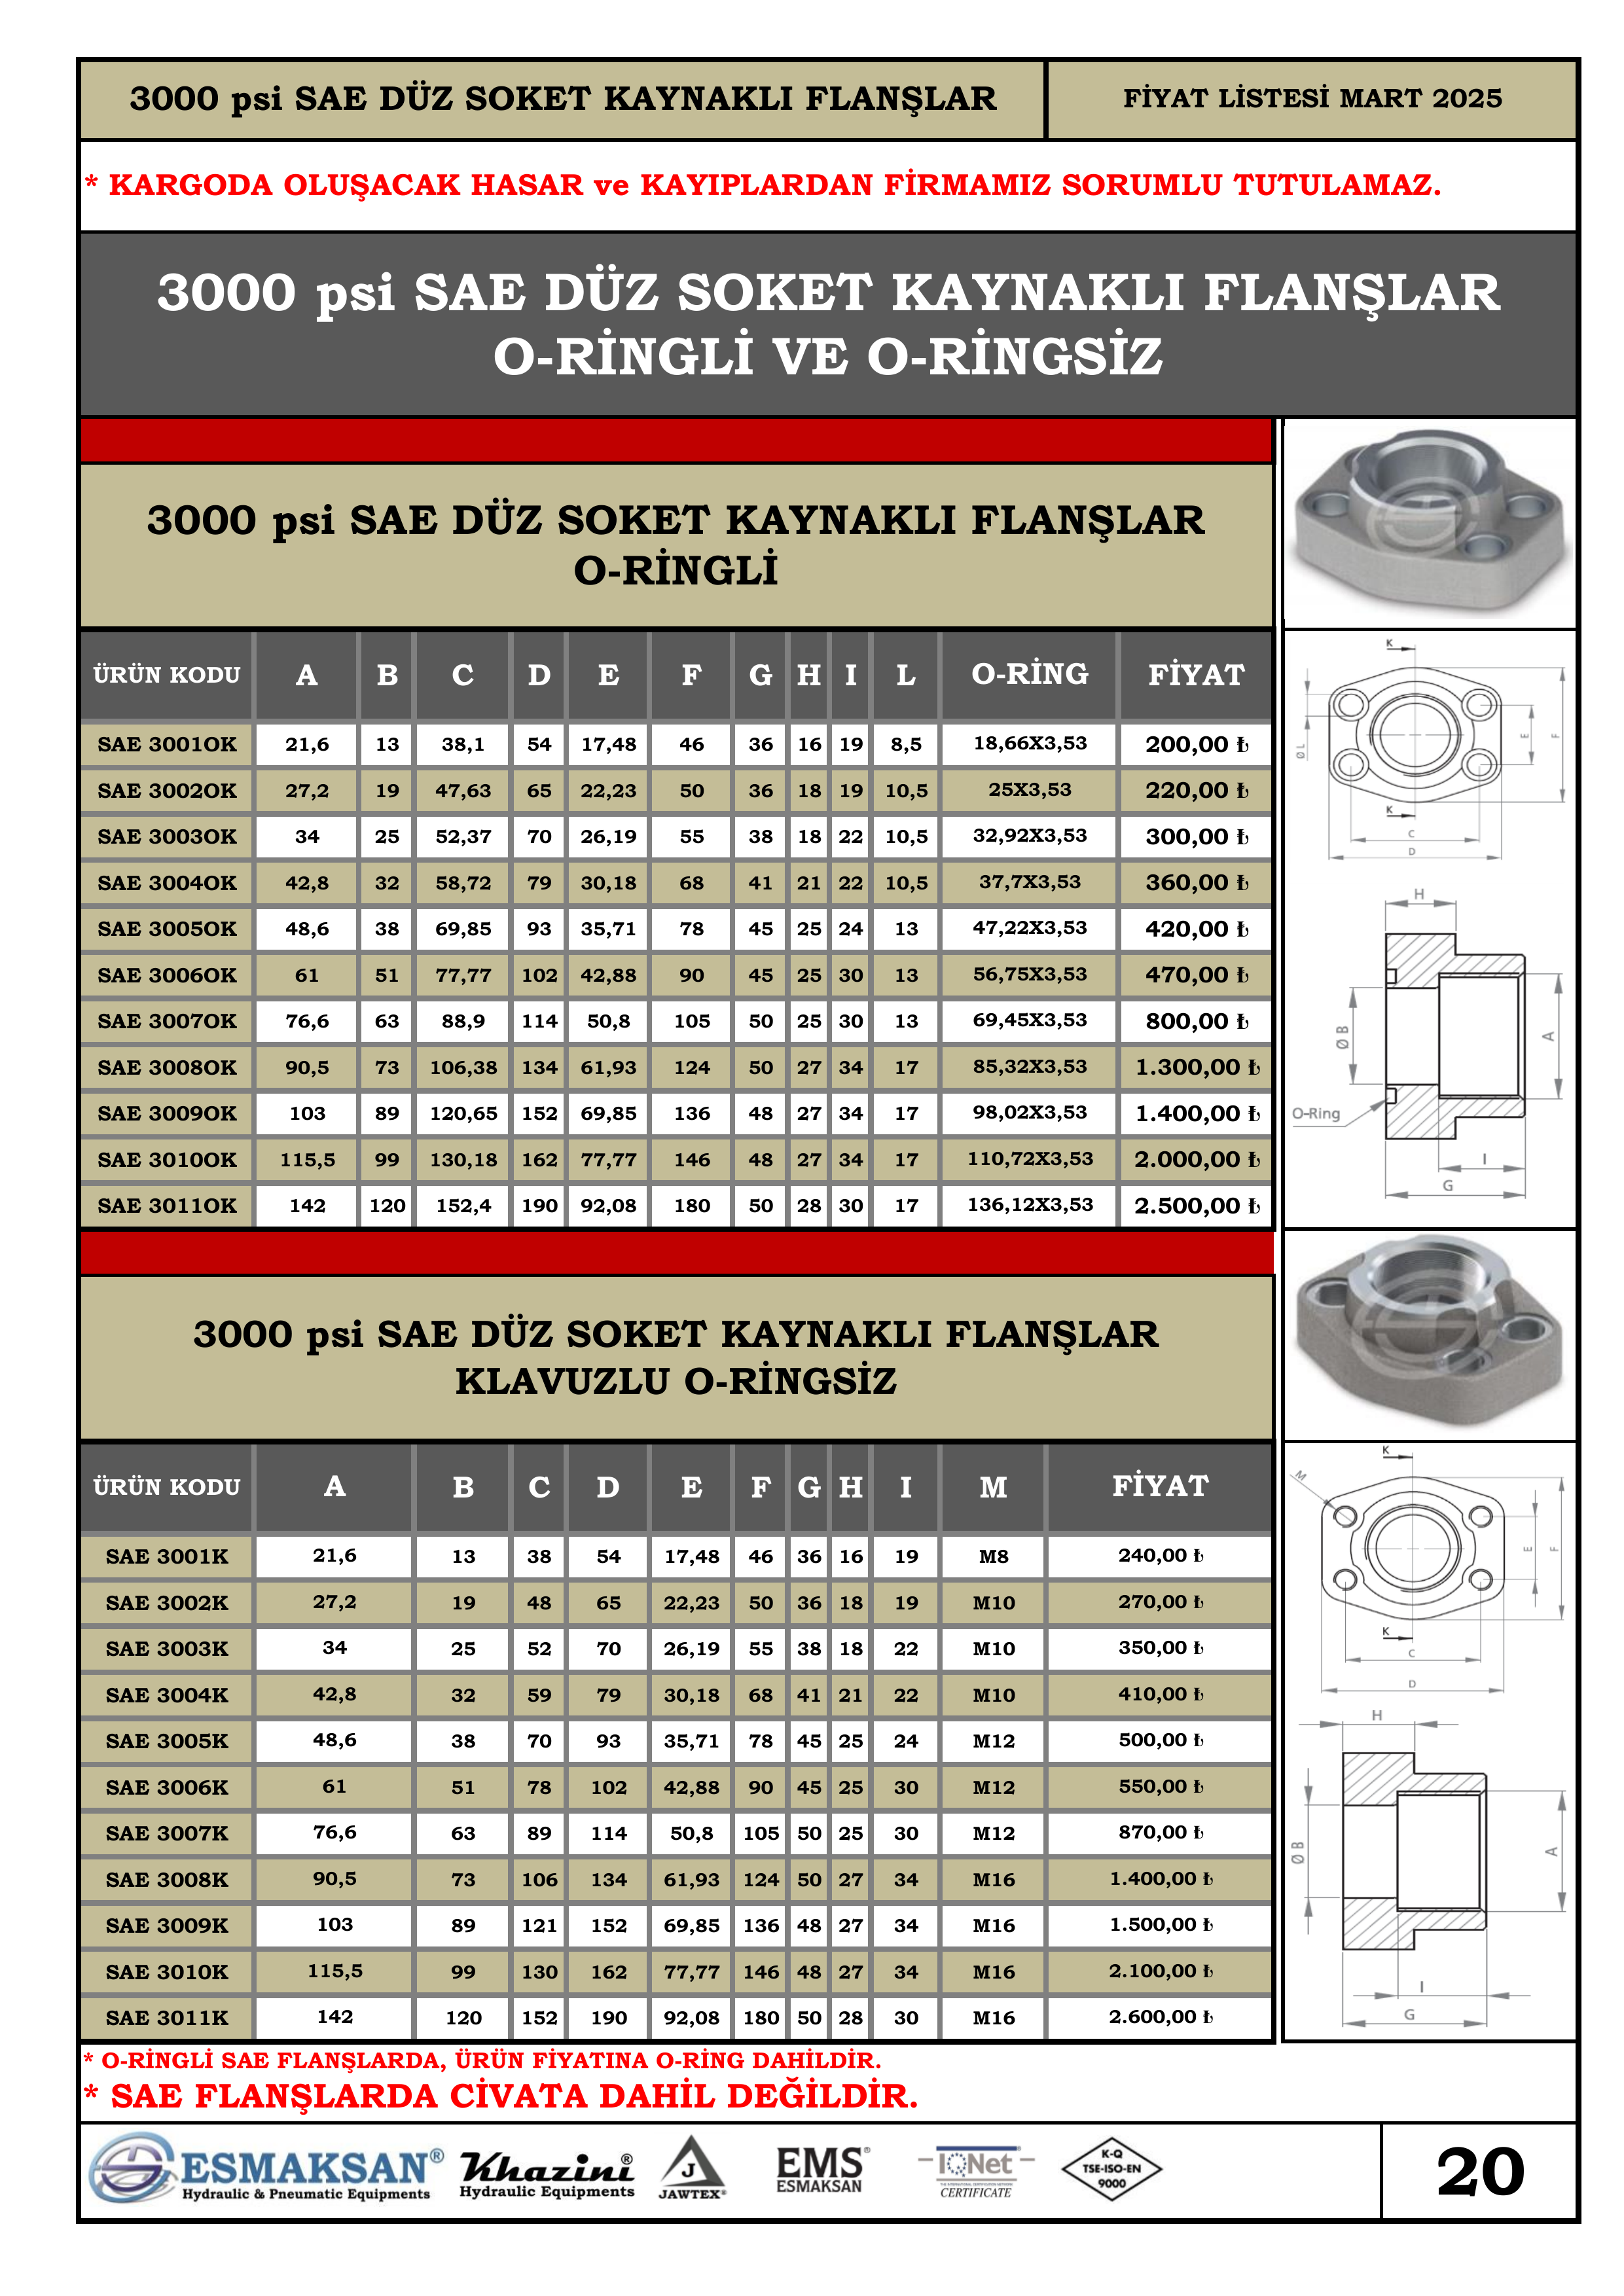 3000 psi SAE DÜZ SOKET KAYNAKLI FLANŞLAR FİYAT LİSTESİ MART 2025
* KARGODA OLUŞACAK HASAR ve KAYIPLARDAN FİRMAMIZ SORUMLU TUTULAMAZ.
3000 psi SAE DÜZ SOKET KAYNAKLI FLANŞLAR
O-RİNGLİ VE O-RİNGSİZ
3000 psi SAE DÜZ SOKET KAYNAKLI FLANŞLAR
O-RİNGLİ
ÜRÜN KODU A B C D E F G H I L O-RİNG FİYAT
SAE 3001OK 21,6 13 38,1 54 17,48 46 36 16 19 8,5 18,66X3,53 200,00 ₺
SAE 3002OK 27,2 19 47,63 65 22,23 50 36 18 19 10,5 25X3,53 220,00 ₺
SAE 3003OK 34 25 52,37 70 26,19 55 38 18 22 10,5 32,92X3,53 300,00 ₺
SAE 3004OK 42,8 32 58,72 79 30,18 68 41 21 22 10,5 37,7X3,53 360,00 ₺
SAE 3005OK 48,6 38 69,85 93 35,71 78 45 25 24 13 47,22X3,53 420,00 ₺
SAE 3006OK 61 51 77,77 102 42,88 90 45 25 30 13 56,75X3,53 470,00 ₺
SAE 3007OK 76,6 63 88,9 114 50,8 105 50 25 30 13 69,45X3,53 800,00 ₺
SAE 3008OK 90,5 73 106,38 134 61,93 124 50 27 34 17 85,32X3,53 1.300,00 ₺
SAE 3009OK 103 89 120,65 152 69,85 136 48 27 34 17 98,02X3,53 1.400,00 ₺
SAE 3010OK 115,5 99 130,18 162 77,77 146 48 27 34 17 110,72X3,53 2.000,00 ₺
SAE 3011OK 142 120 152,4 190 92,08 180 50 28 30 17 136,12X3,53 2.500,00 ₺
K
Ø L
E
F
K
C
D
H
Ø B
A
O-Ring
I
G
3000 psi SAE DÜZ SOKET KAYNAKLI FLANŞLAR
KLAVUZLU O-RİNGSİZ
ÜRÜN KODU A B C D E F G H I M FİYAT
SAE 3001K 21,6 13 38 54 17,48 46 36 16 19 M8 240,00 ₺
SAE 3002K 27,2 19 48 65 22,23 50 36 18 19 M10 270,00 ₺
SAE 3003K 34 25 52 70 26,19 55 38 18 22 M10 350,00 ₺
SAE 3004K 42,8 32 59 79 30,18 68 41 21 22 M10 410,00 ₺
SAE 3005K 48,6 38 70 93 35,71 78 45 25 24 M12 500,00 ₺
SAE 3006K 61 51 78 102 42,88 90 45 25 30 M12 550,00 ₺
SAE 3007K 76,6 63 89 114 50,8 105 50 25 30 M12 870,00 ₺
SAE 3008K 90,5 73 106 134 61,93 124 50 27 34 M16 1.400,00 ₺
SAE 3009K 103 89 121 152 69,85 136 48 27 34 M16 1.500,00 ₺
SAE 3010K 115,5 99 130 162 77,77 146 48 27 34 M16 2.100,00 ₺
SAE 3011K 142 120 152 190 92,08 180 50 28 30 M16 2.600,00 ₺
K
M
E
F
K
C
D
H
Ø B
A
I
G
* O-RİNGLİ SAE FLANŞLARDA, ÜRÜN FİYATINA O-RİNG DAHİLDİR.
* SAE FLANŞLARDA CİVATA DAHİL DEĞİLDİR.
ESMAKSAN®
Hydraulic & Pneumatic Equipments
Khazini®
Hydraulic Equipments
J
JAWTEX®
EMS®
ESMAKSAN
IQNet
CERTIFICATE
K-Q
TSE-ISO-EN
9000
20